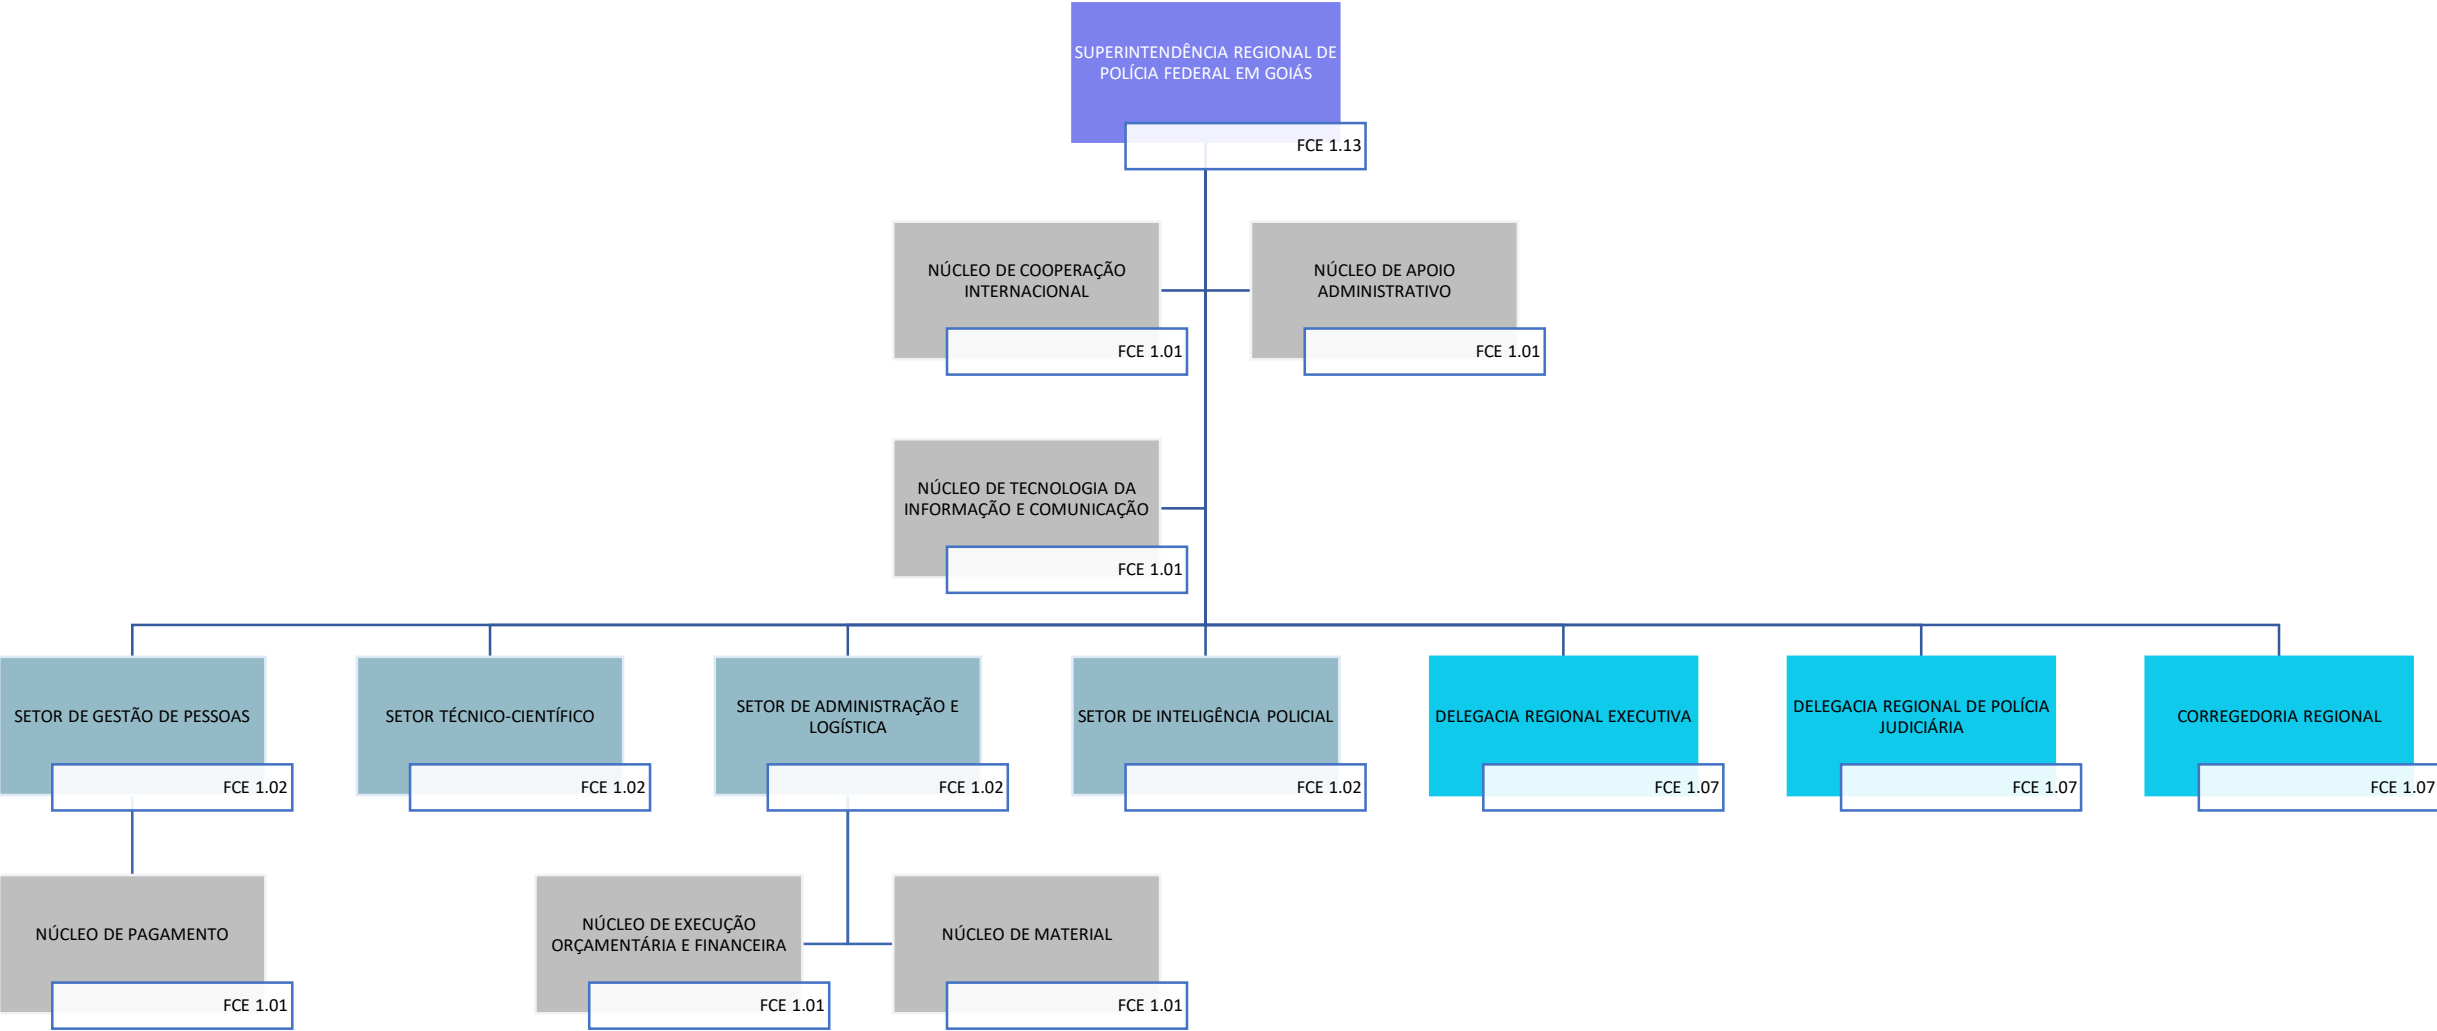 SUPERINTENDÊNCIA REGIONAL DE
POLÍCIA FEDERAL EM GOIÁS
FCE 1.13
NÚCLEO DE COOPERAÇÃO
INTERNACIONAL
FCE 1.01
NÚCLEO DE APOIO
ADMINISTRATIVO
FCE 1.01
NÚCLEO DE TECNOLOGIA DA
INFORMAÇÃO E COMUNICAÇÃO
FCE 1.01
SETOR DE GESTÃO DE PESSOAS
FCE 1.02
SETOR TÉCNICO-CIENTÍFICO
FCE 1.02
SETOR DE ADMINISTRAÇÃO E
LOGÍSTICA
FCE 1.02
SETOR DE INTELIGÊNCIA POLICIAL
FCE 1.02
DELEGACIA REGIONAL EXECUTIVA
FCE 1.07
DELEGACIA REGIONAL DE POLÍCIA
JUDICIÁRIA
FCE 1.07
CORREGEDORIA REGIONAL
FCE 1.07
NÚCLEO DE PAGAMENTO
FCE 1.01
NÚCLEO DE EXECUÇÃO
ORÇAMENTÁRIA E FINANCEIRA
FCE 1.01
NÚCLEO DE MATERIAL
FCE 1.01